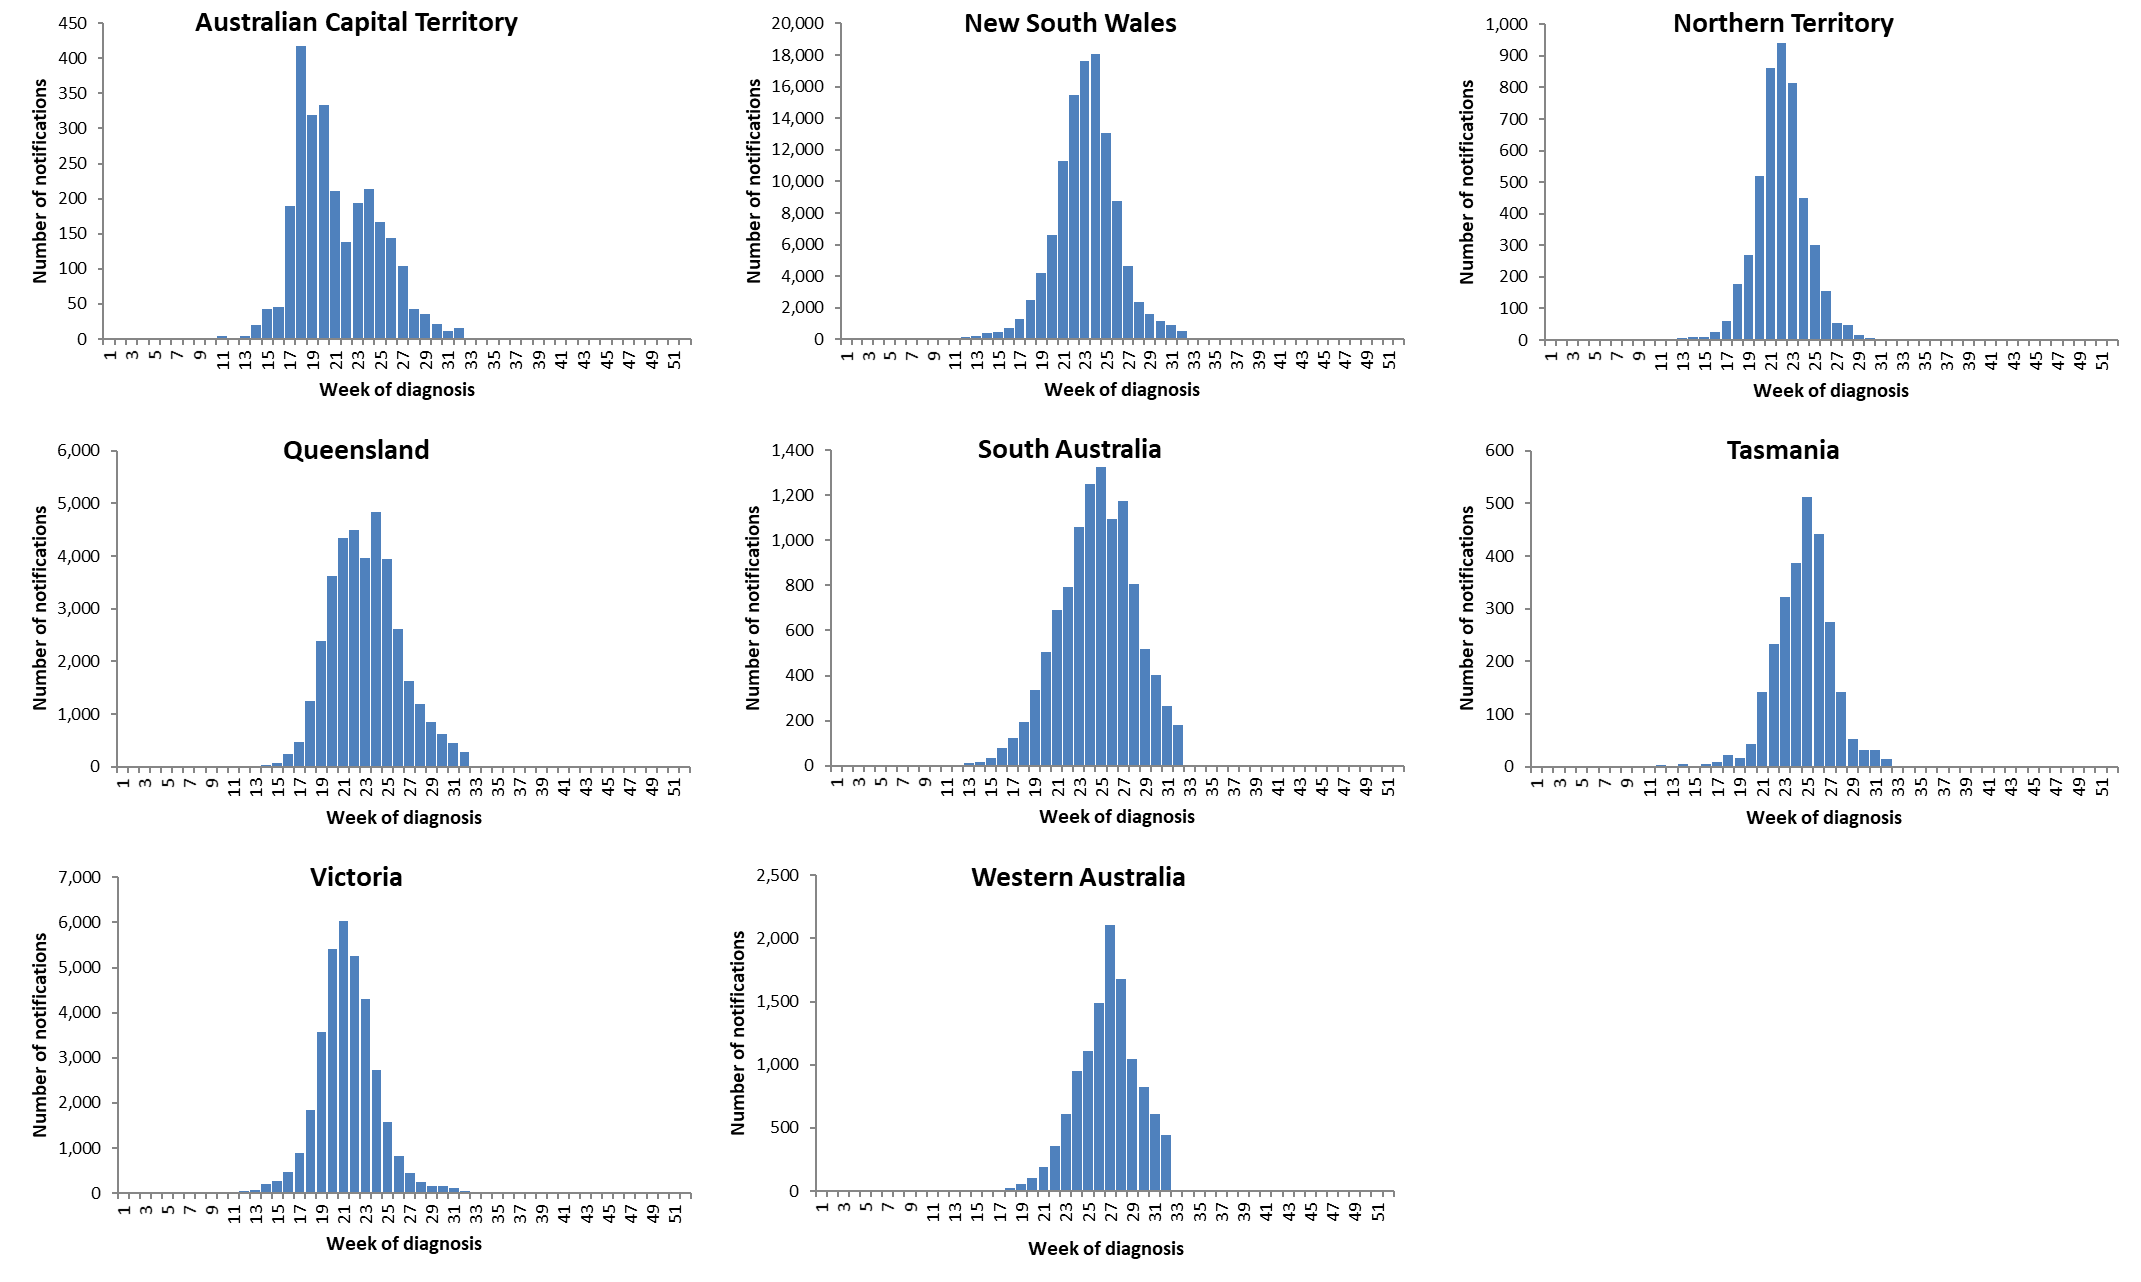 Australian Capital Territory
Number of notifications
450
400
350
300
250
200
150
100
50
0
1 3 5 7 9 11 13 15 17 19 21 23 25 27 29 31 33 35 37 39 41 43 45 47 49 51
Week of diagnosis
New South Wales
Number of notifications
20,000
18,000
16,000
14,000
12,000
10,000
8,000
6,000
4,000
2,000
0
1 3 5 7 9 11 13 15 17 19 21 23 25 27 29 31 33 35 37 39 41 43 45 47 49 51
Week of diagnosis
Northern Territory
Number of notifications
1,000
900
800
700
600
500
400
300
200
100
0
1 3 5 7 9 11 13 15 17 19 21 23 25 27 29 31 33 35 37 39 41 43 45 47 49 51
Week of diagnosis
Queensland
Number of notifications
6,000
5,000
4,000
3,000
2,000
1,000
0
1 3 5 7 9 11 13 15 17 19 21 23 25 27 29 31 33 35 37 39 41 43 45 47 49 51
Week of diagnosis
South Australia
Number of notifications
1,400
1,200
1,000
800
600
400
200
0
1 3 5 7 9 11 13 15 17 19 21 23 25 27 29 31 33 35 37 39 41 43 45 47 49 51
Week of diagnosis
Tasmania
Number of notifications
600
500
400
300
200
100
0
1 3 5 7 9 11 13 15 17 19 21 23 25 27 29 31 33 35 37 39 41 43 45 47 49 51
Week of diagnosis
Victoria
Number of notifications
7,000
6,000
5,000
4,000
3,000
2,000
1,000
0
1 3 5 7 9 11 13 15 17 19 21 23 25 27 29 31 33 35 37 39 41 43 45 47 49 51
Week of diagnosis
Western Australia
Number of notifications
2,500
2,000
1,500
1,000
500
0
1 3 5 7 9 11 13 15 17 19 21 23 25 27 29 31 33 35 37 39 41 43 45 47 49 51
Week of diagnosis